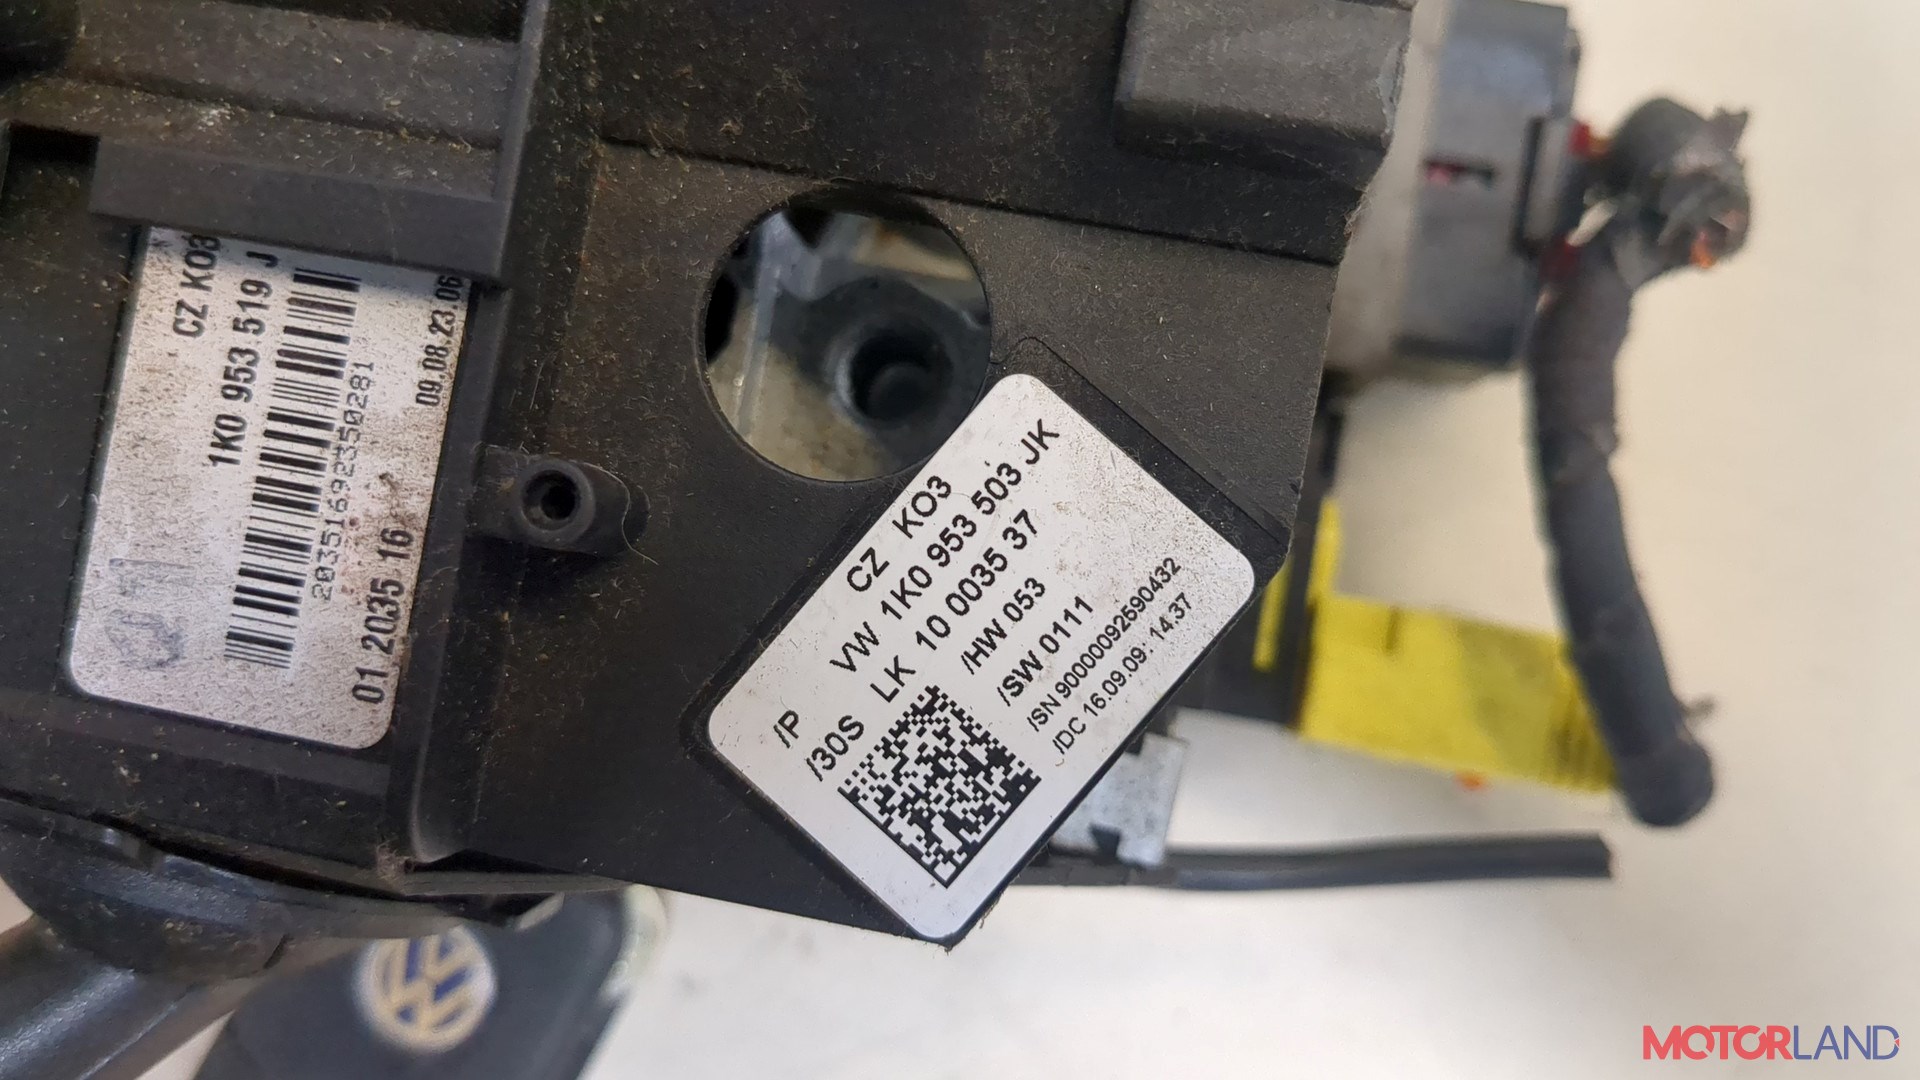 CZ KO3
1K0 953 519 J
20351692350281
01 2035 16
09.08.23.06
CZ KO3
VW 1K0 953 503 JK
/P
LK 10 0035 37
/30S
/HW 053
/SW 0111
/SN 90000092590432
/DC 16.09.09: 14.37
MOTORLAND